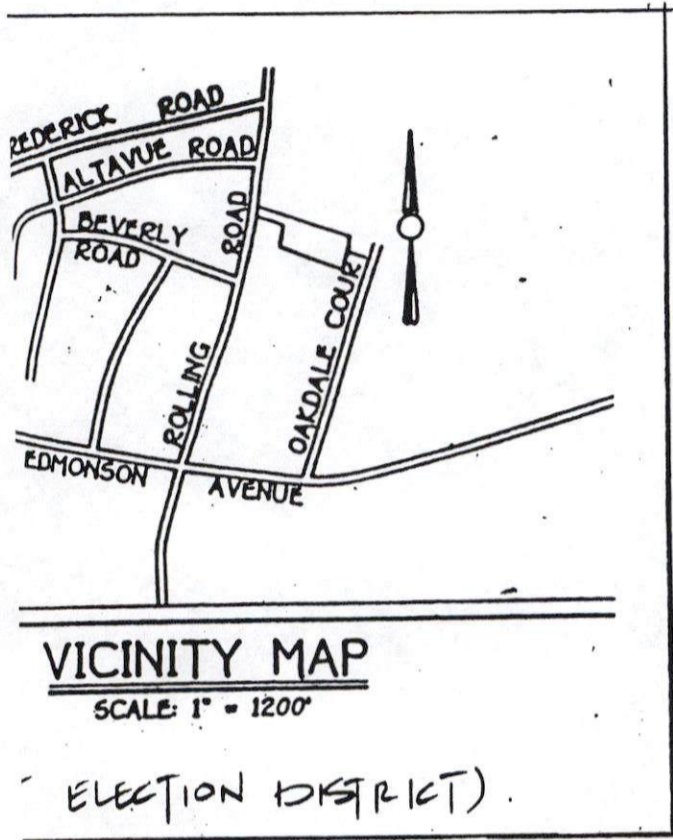 REDERICK ROAD
ALTAVUE ROAD
BEVERLY
ROAD
ROLLING ROAD
OAKDALE COURT
EDMONSON AVENUE
VICINITY MAP
SCALE: 1" = 1200'
ELECTION DISTRICT).